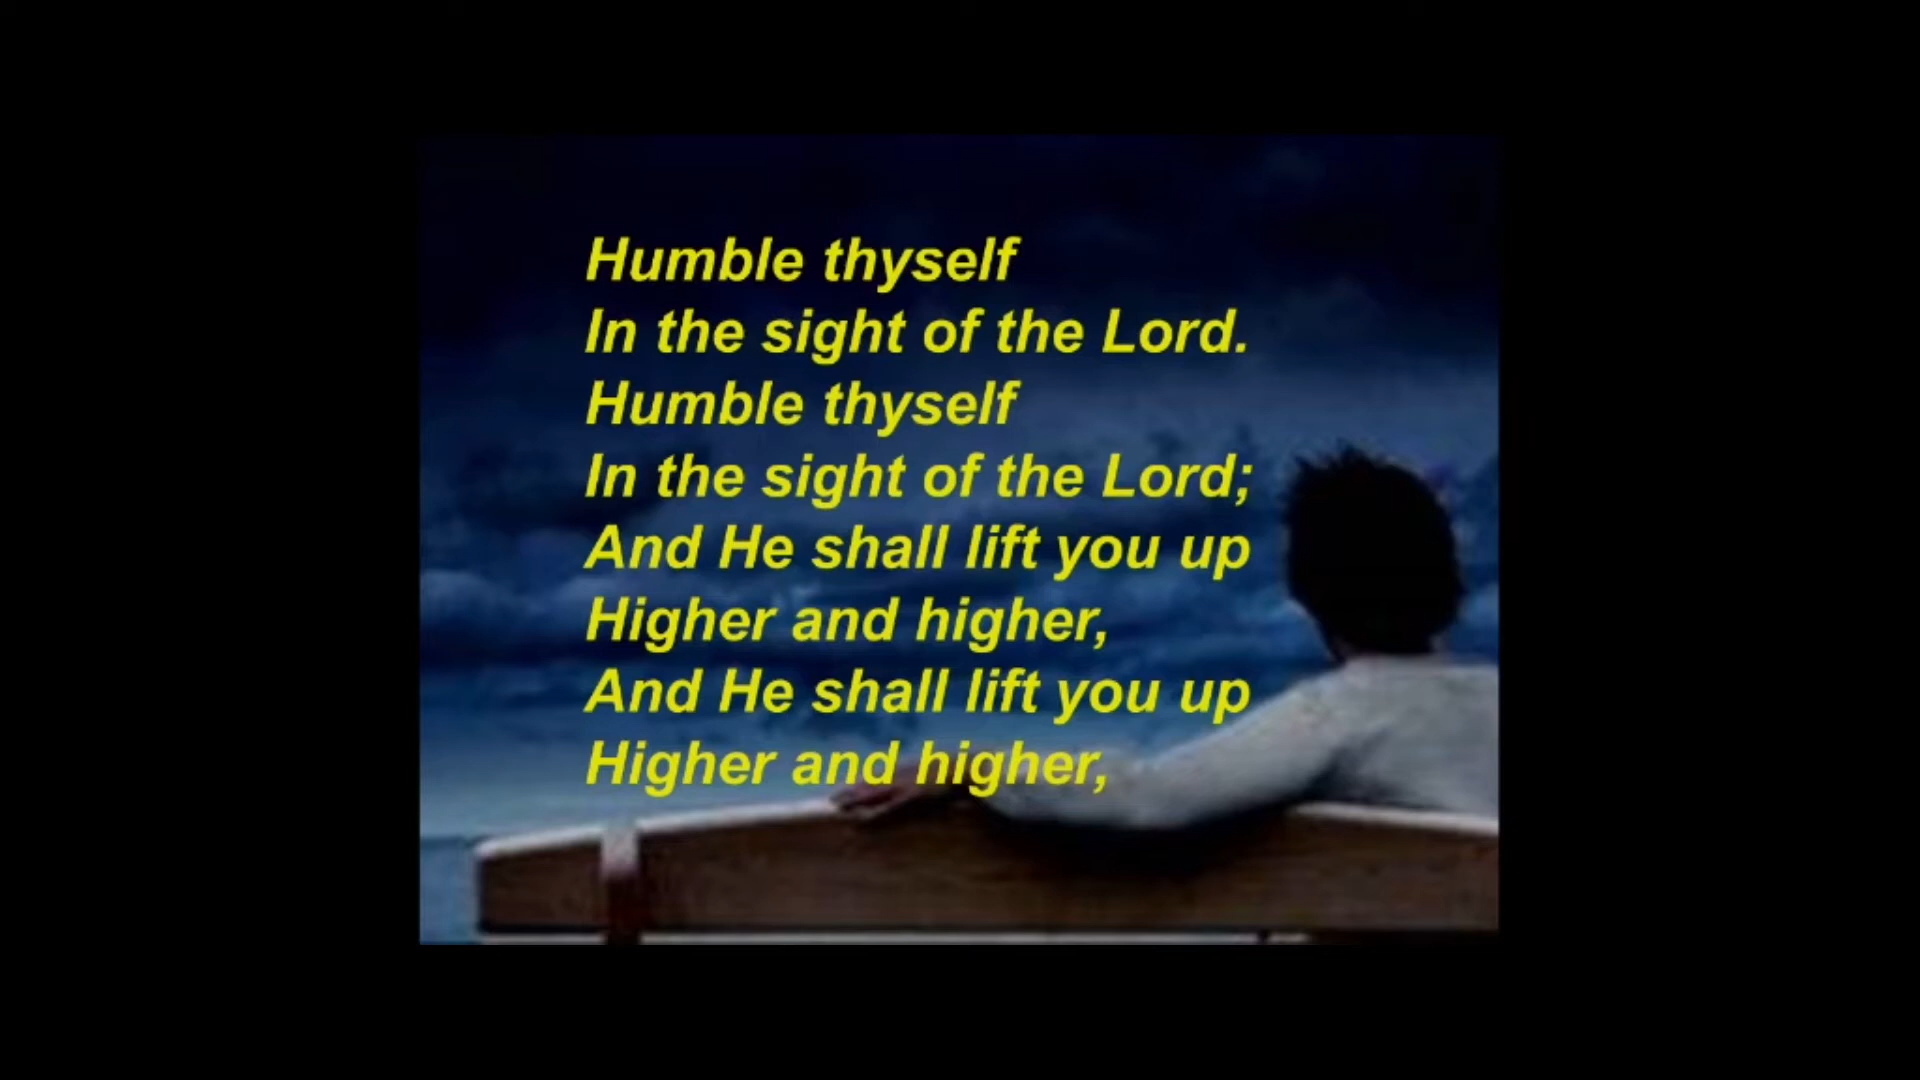 Humble thyself
In the sight of the Lord.
Humble thyself
In the sight of the Lord;
And He shall lift you up
Higher and higher,
And He shall lift you up
Higher and higher,